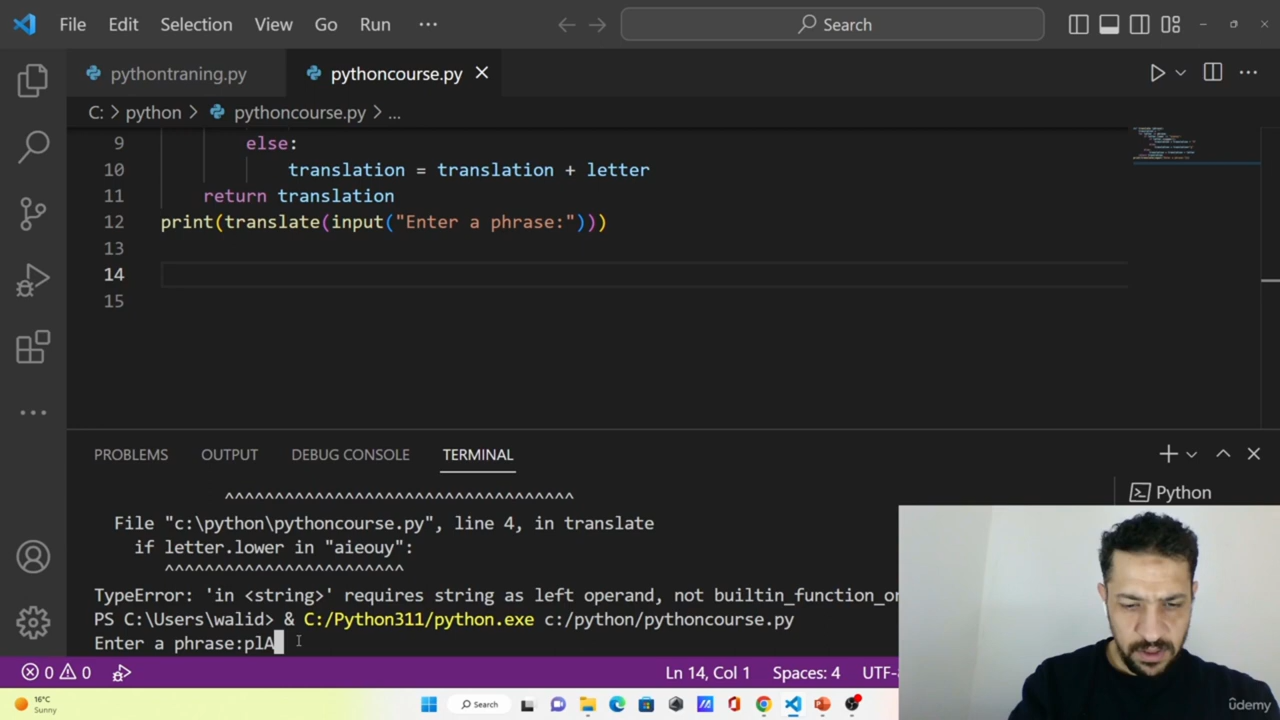 File Edit Selection View Go Run ··· Search
pythontraning.py pythoncourse.py
C: > python > pythoncourse.py > ...
9 else:
10 translation = translation + letter
11 return translation
12 print(translate(input("Enter a phrase:")))
13
14
15
PROBLEMS OUTPUT DEBUG CONSOLE TERMINAL
Python
^^^^^^^^^^^^^^^^^^^^^^^^^^^^^^^^^^^
File "c:\python\pythoncourse.py", line 4, in translate
if letter.lower in "aieouy":
^^^^^^^^^^^^^^^^^^^^^^^^
TypeError: 'in <string>' requires string as left operand, not builtin_function_or
PS C:\Users\walid> & C:/Python311/python.exe c:/python/pythoncourse.py
Enter a phrase:plA
0 0 Ln 14, Col 1 Spaces: 4 UTF-8
16°C
Sunny
Search
udemy